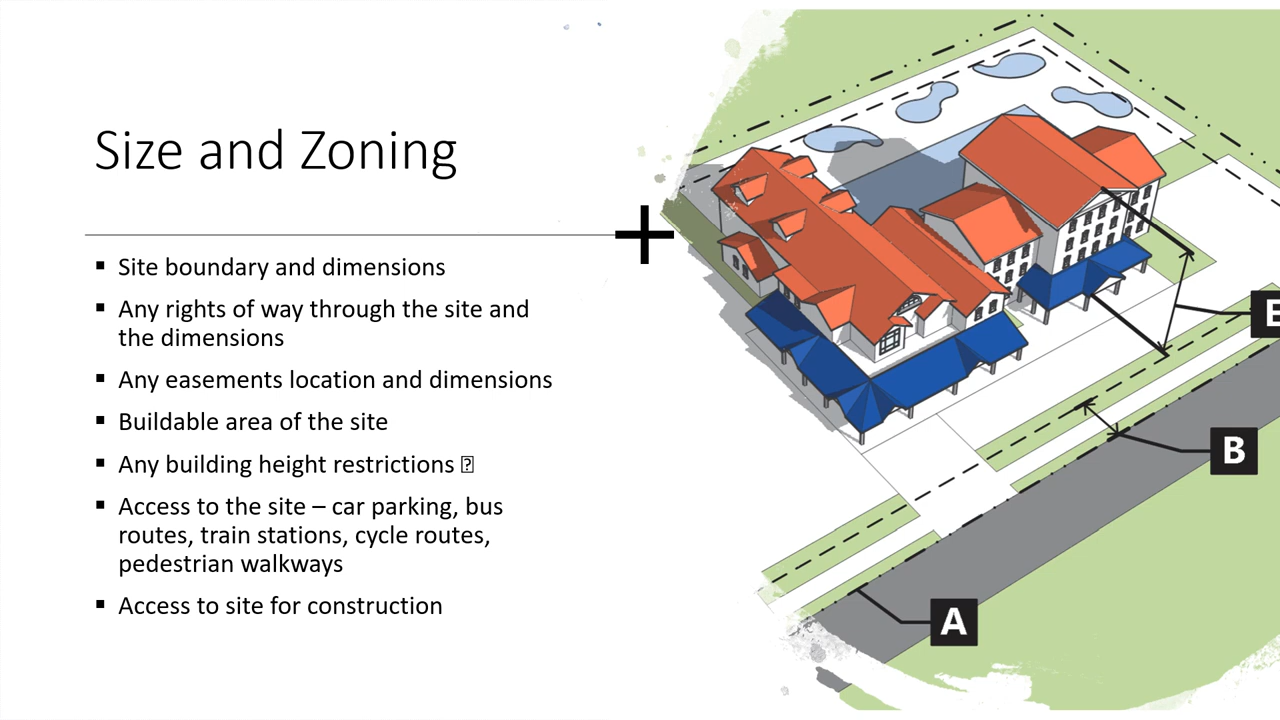 Size and Zoning
▪ Site boundary and dimensions
▪ Any rights of way through the site and
the dimensions
▪ Any easements location and dimensions
▪ Buildable area of the site
▪ Any building height restrictions ⍰
▪ Access to the site – car parking, bus
routes, train stations, cycle routes,
pedestrian walkways
▪ Access to site for construction
E
B
A